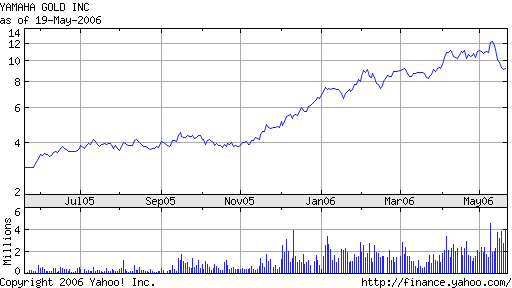 YAMAHA GOLD INC
as of 19-May-2006
14
12
10
8
6
4
2
Jul05 Sep05 Nov05 Jan06 Mar06 May06
6
4
2
0
Millions
Copyright 2006 Yahoo! Inc. http://finance.yahoo.com/